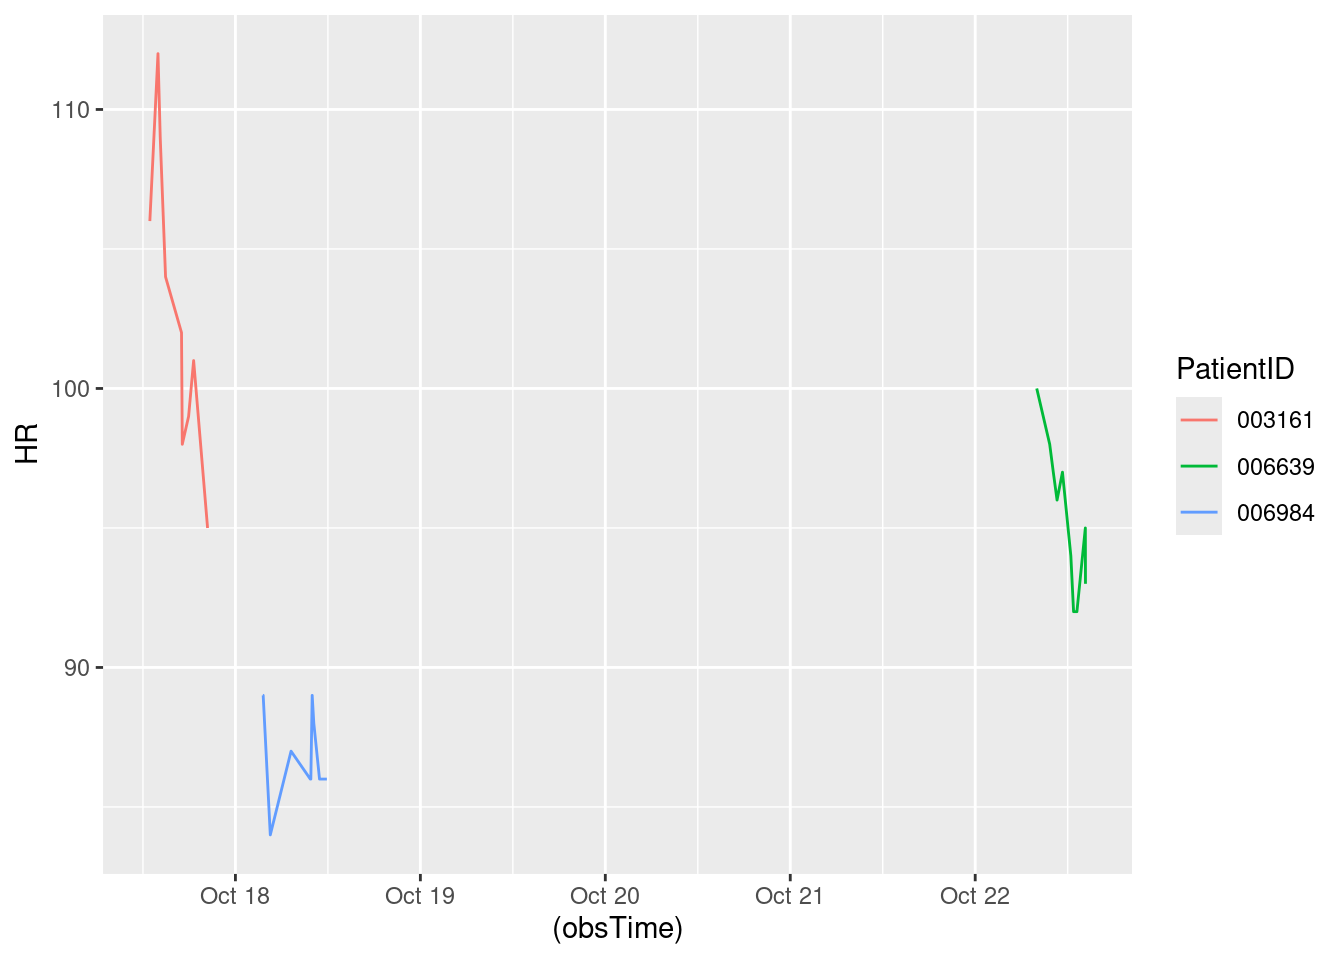 110
100
90
HR
Oct 18
Oct 19
Oct 20
Oct 21
Oct 22
(obsTime)
PatientID
003161
006639
006984